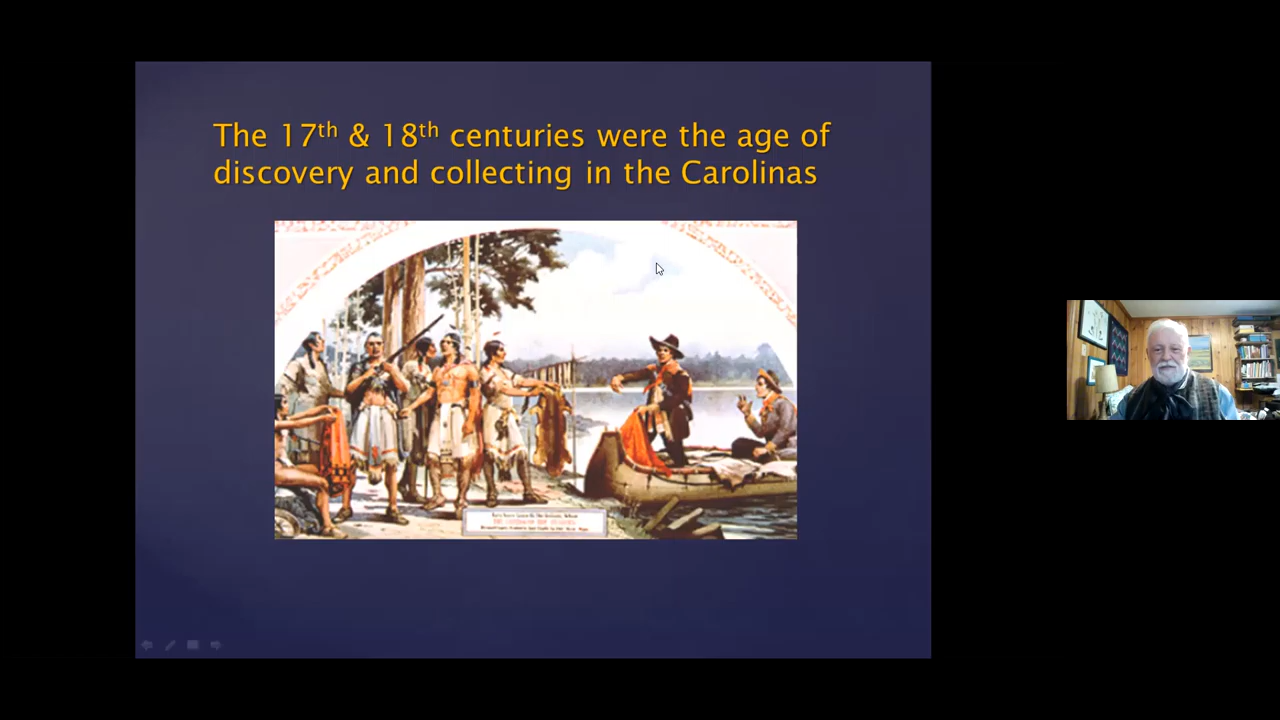 The 17th & 18th centuries were the age of
discovery and collecting in the Carolinas